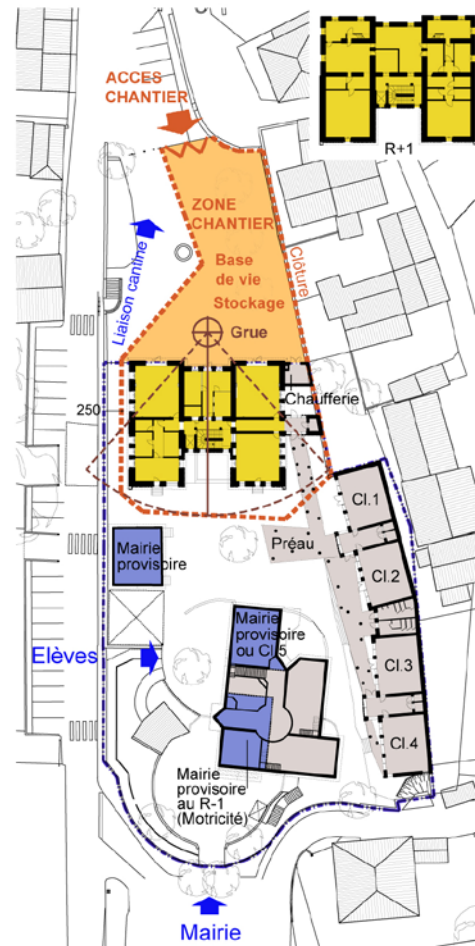 ACCES
CHANTIER
R+1
ZONE
CHANTIER
Base
de vie
Stockage
Clôture
Liaison cantine
Grue
Chaufferie
250
Cl.1
Préau
Mairie
provisoire
Cl.2
Mairie
provisoire
ou Cl.5
Elèves
Cl.3
Cl.4
Mairie
provisoire
au R-1
(Motricité)
Mairie